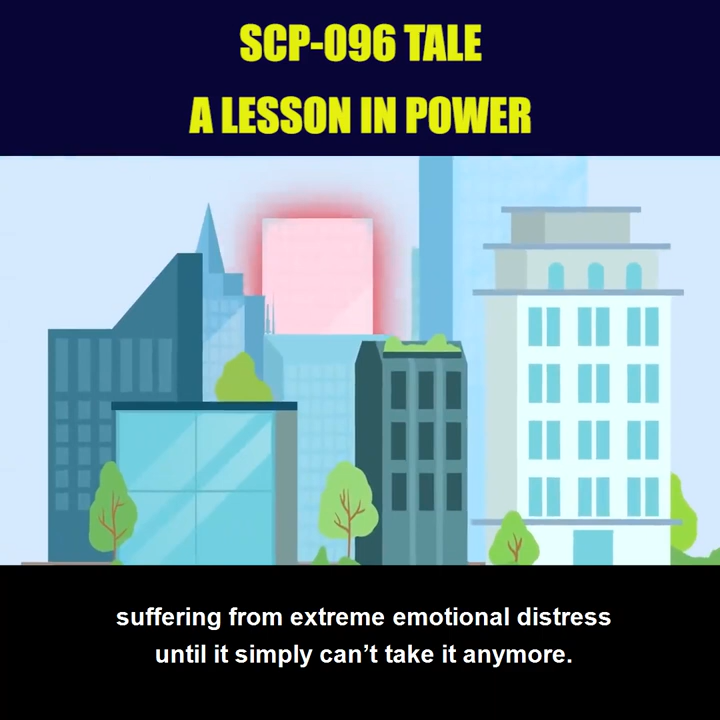 SCP-096 TALE
A LESSON IN POWER
suffering from extreme emotional distress
until it simply can’t take it anymore.